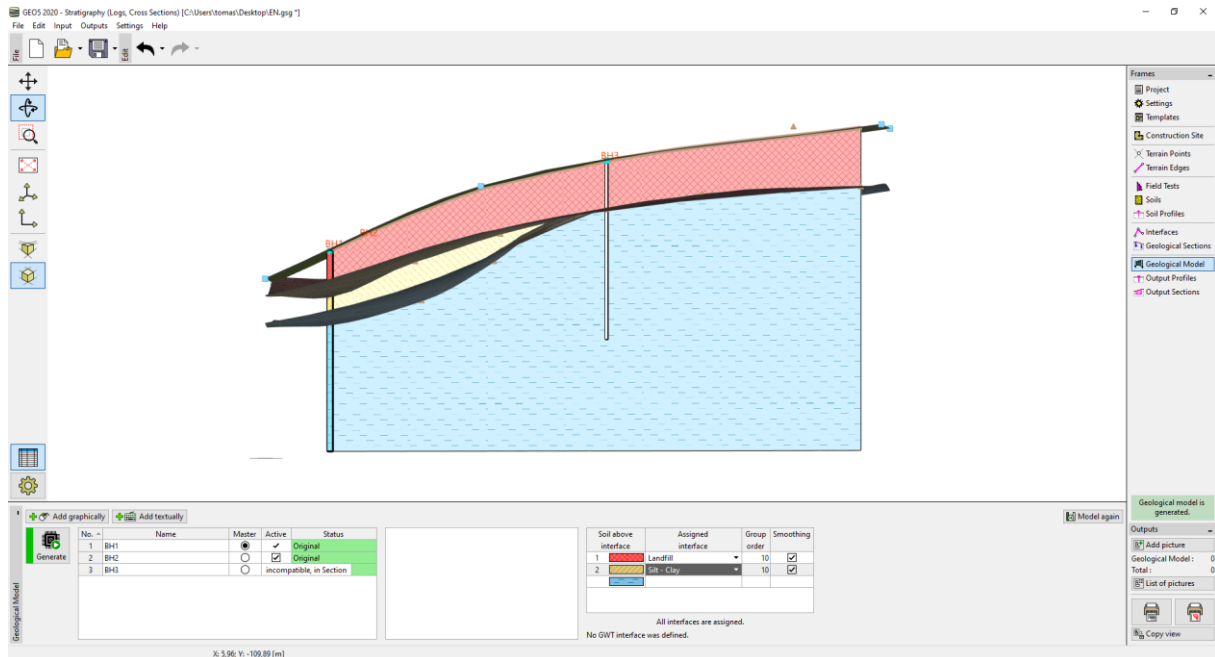 GEO5 2020 - Stratigraphy (Logs, Cross Sections) [C:\Users\tomas\Desktop\EN.gsg *]
File Edit Input Outputs Settings Help
File
Edit
BH3
BH2
BH1
Frames
Project
Settings
Templates
Construction Site
Terrain Points
Terrain Edges
Field Tests
Soils
Soil Profiles
Interfaces
Geological Sections
Geological Model
Output Profiles
Output Sections
Geological model is
generated.
Outputs
Add picture
Geological Model : 0
Total : 0
List of pictures
Copy view
Add graphically Add textually
Model again
Generate
Geological Model
No. Name Master Active Status
1 BH1 Original
2 BH2 Original
3 BH3 incompatible, in Section
Soil above interface Assigned interface Group order Smoothing
1 Landfill 10
2 Silt - Clay 10
All interfaces are assigned.
No GWT interface was defined.
X: 5,96; Y: -109,89 [m]